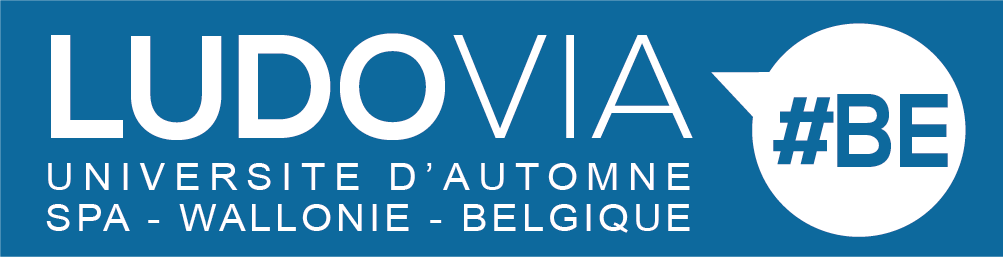 LUDOVIA
#BE
UNIVERSITE D’AUTOMNE
SPA - WALLONIE - BELGIQUE